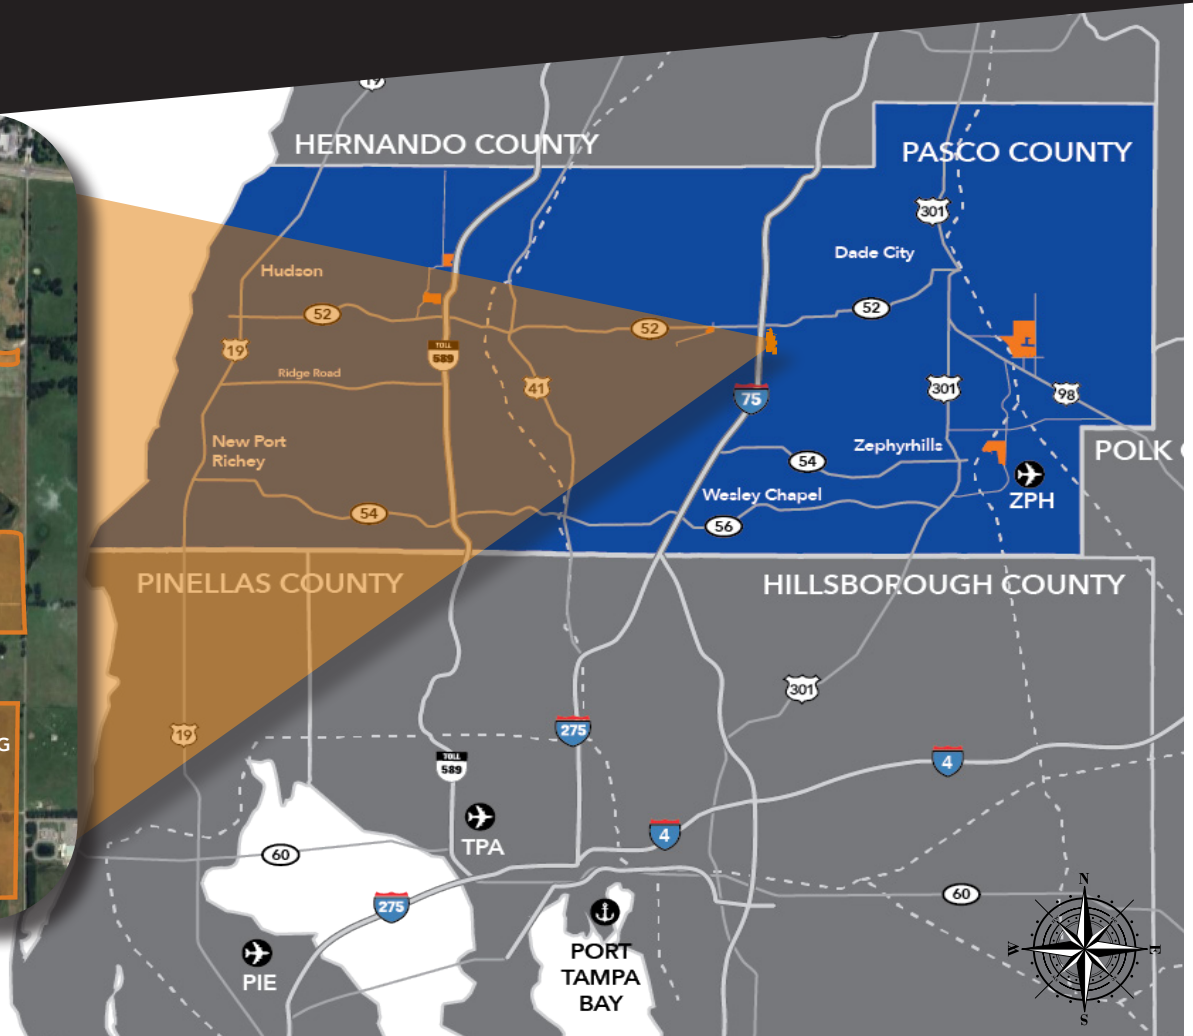 19
HERNANDO COUNTY
PASCO COUNTY
301
Dade City
Hudson
52
52
52
19
TOLL
589
Ridge Road
41
75
301
98
New Port
Richey
Zephyrhills
54
POLK C
Wesley Chapel
ZPH
54
56
PINELLAS COUNTY
HILLSBOROUGH COUNTY
301
19
275
G
TOLL
589
4
TPA
4
60
N
60
275
W
E
PORT
TAMPA
BAY
PIE
S